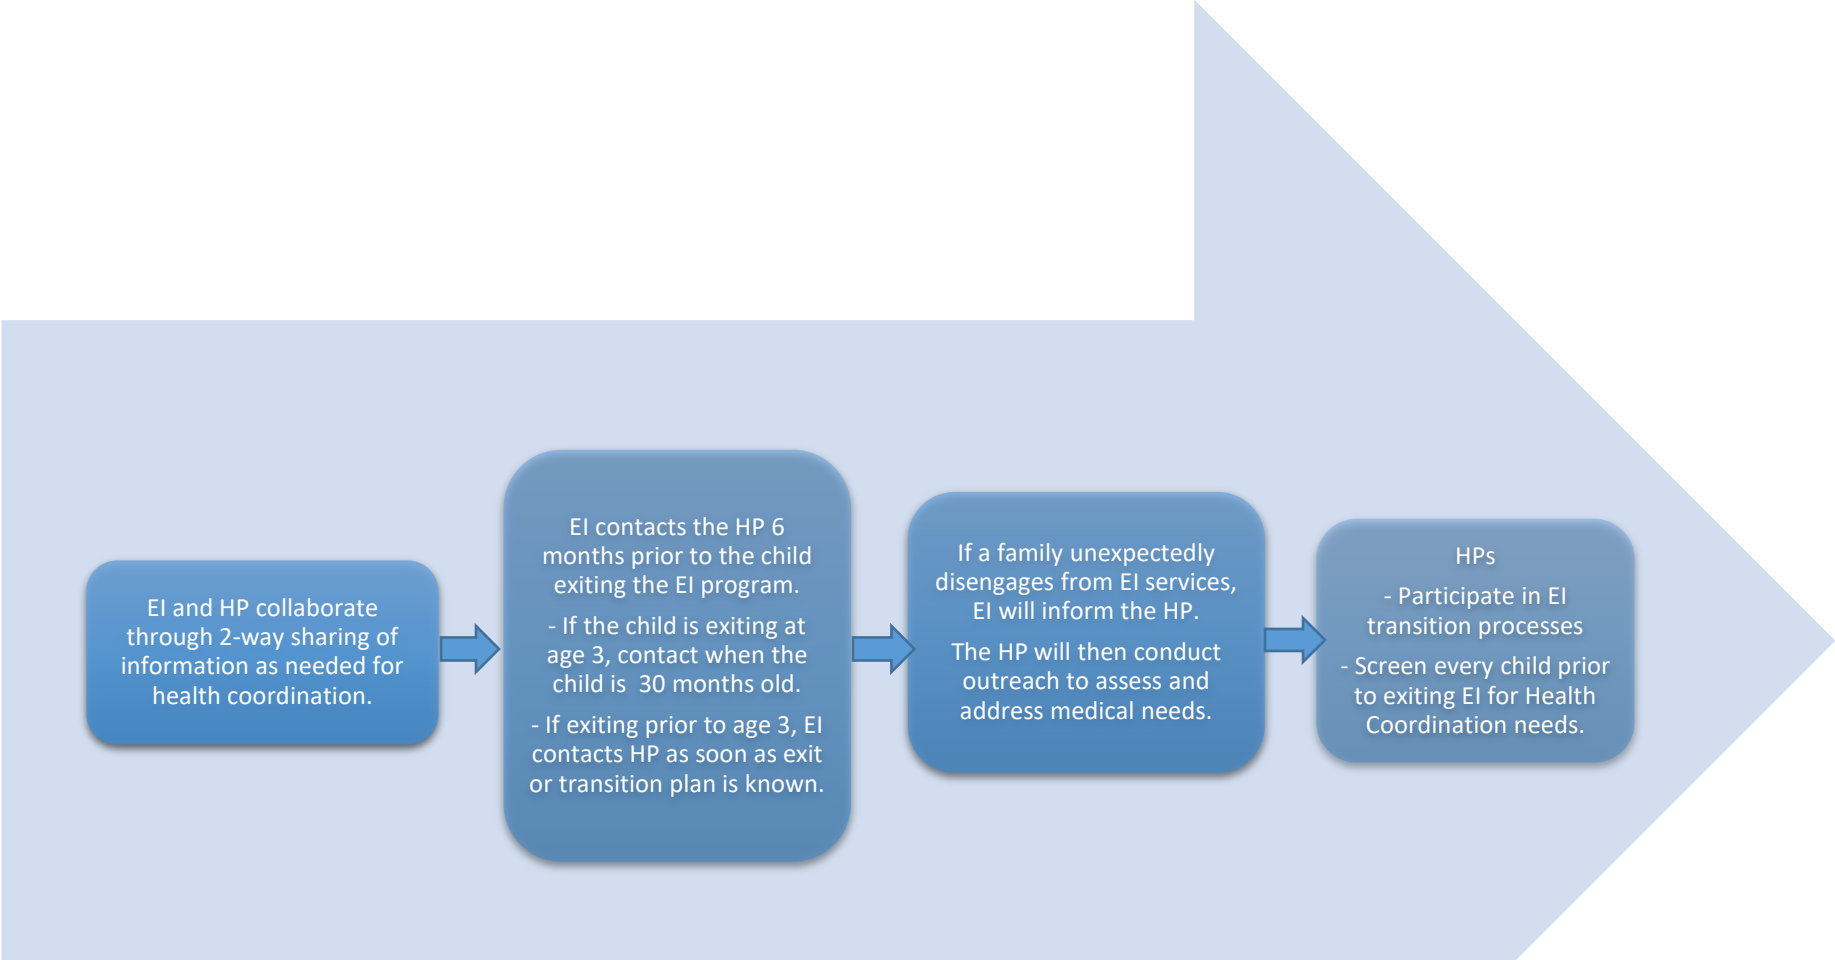 EI and HP collaborate
through 2-way sharing of
information as needed for
health coordination.
EI contacts the HP 6
months prior to the child
exiting the EI program.
- If the child is exiting at
age 3, contact when the
child is  30 months old.
- If exiting prior to age 3, EI
contacts HP as soon as exit
or transition plan is known.
If a family unexpectedly
disengages from EI services,
EI will inform the HP.
The HP will then conduct
outreach to assess and
address medical needs.
HPs
- Participate in EI
transition processes
- Screen every child prior
to exiting EI for Health
Coordination needs.